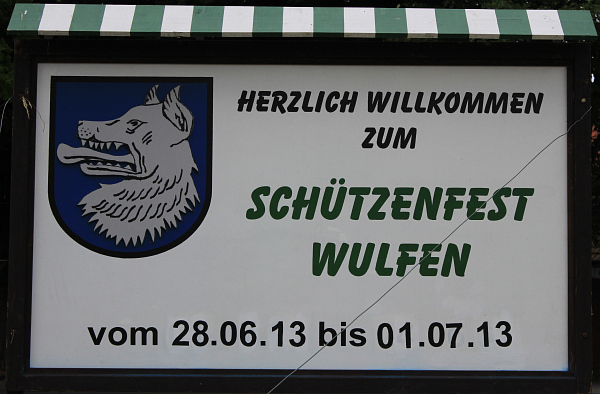 HERZLICH WILLKOMMEN
ZUM
SCHÜTZENFEST
WULFEN
vom 28.06.13 bis 01.07.13